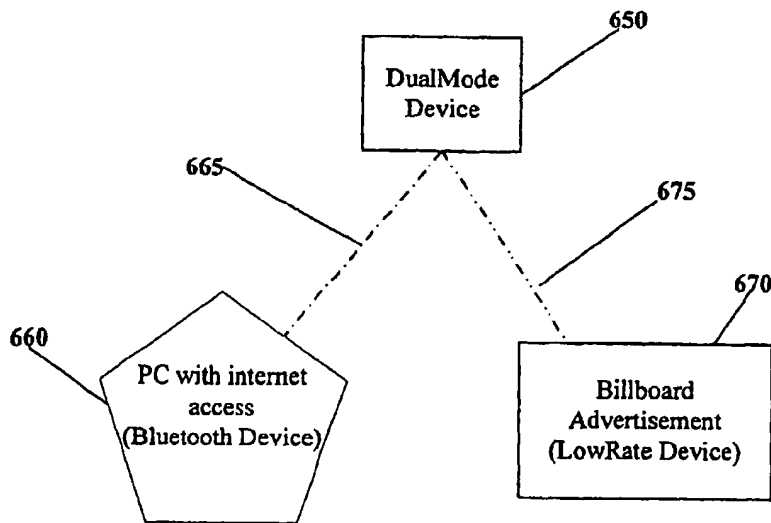 650
DualMode
Device
665
675
670
660
PC with internet
access
(Bluetooth Device)
Billboard
Advertisement
(LowRate Device)